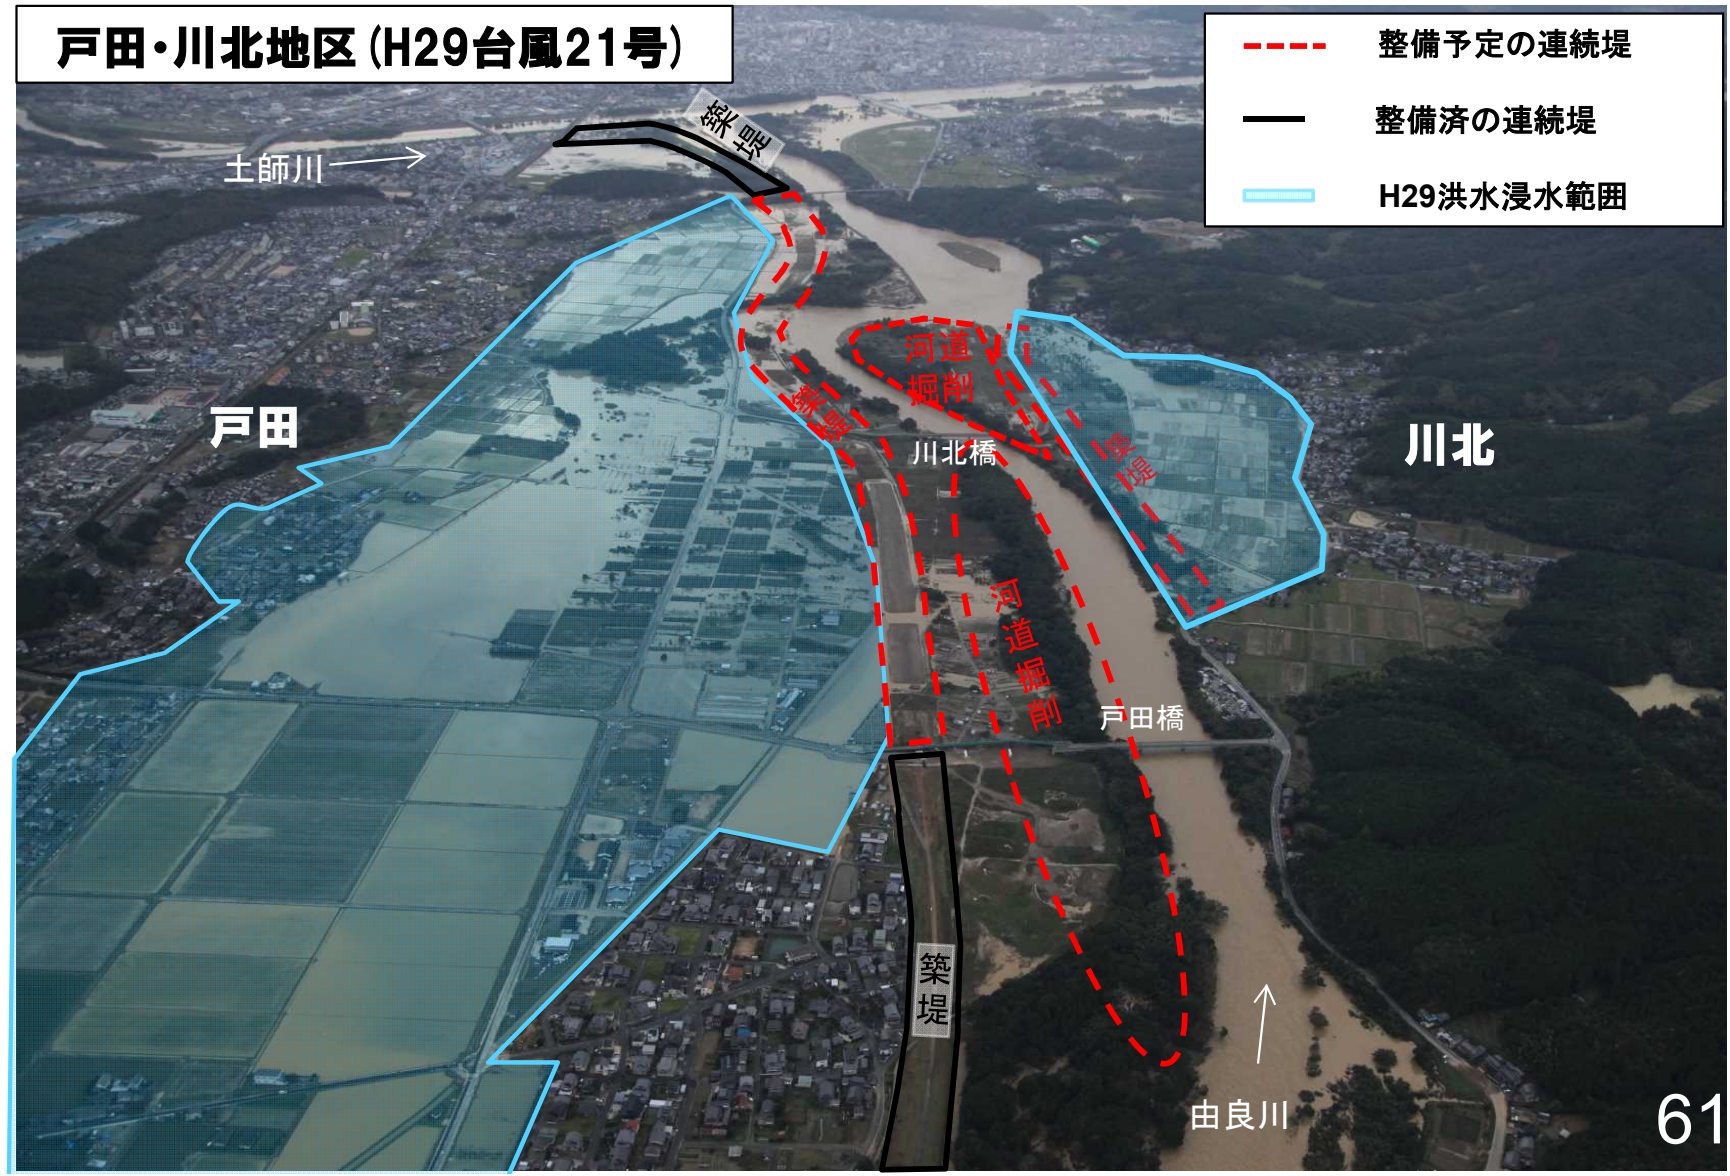 戸田・川北地区(H29台風21号)
整備予定の連続堤
整備済の連続堤
H29洪水浸水範囲
築堤
土師川
河道
掘削
築堤
戸田
川北橋
川北
築堤
河道掘削
戸田橋
築堤
由良川
61